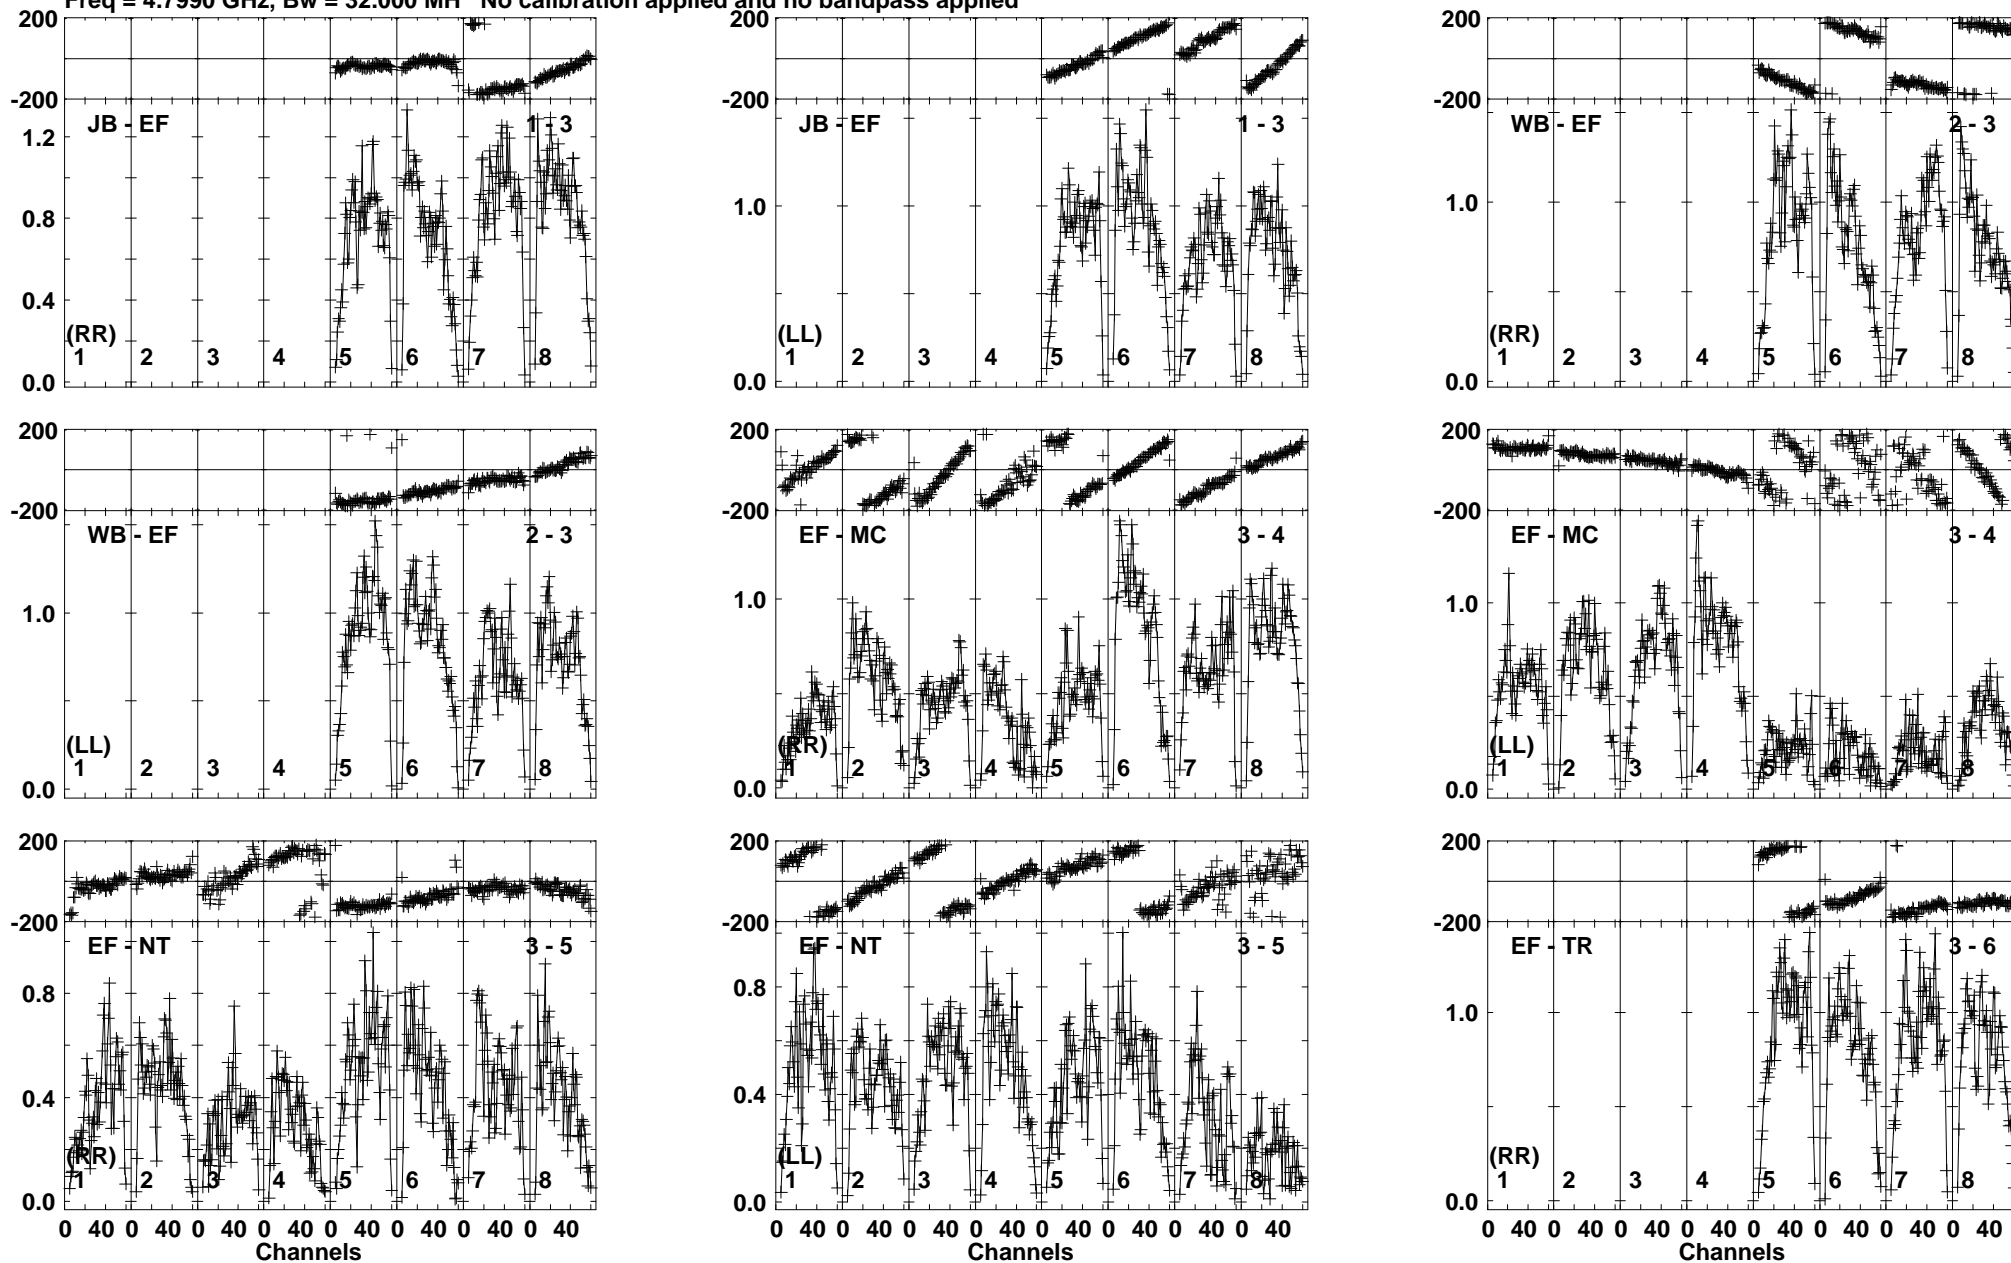 Freq = 4.7990 GHz, Bw = 32.000 MH No calibration applied and no bandpass applied
200 200 200
-200 -200 -200
JB - EF 1 - 3 JB - EF 1 - 3 WB - EF 2 - 3
1.2
1.0 1.0
0.8
0.4
(RR) (LL) (RR)
1 2 3 4 5 6 7 8 1 2 3 4 5 6 7 8 1 2 3 4 5 6 7 8
0.0 0.0 0.0
200 200 200
-200 -200 -200
WB - EF 2 - 3 EF - MC 3 - 4 EF - MC 3 - 4
1.0 1.0 1.0
(LL) (RR) (LL)
1 2 3 4 5 6 7 8 1 2 3 4 5 6 7 8 1 2 3 4 5 6 7 8
0.0 0.0 0.0
200 200 200
-200 -200 -200
EF - NT 3 - 5 EF - NT 3 - 5 EF - TR 3 - 6
0.8 0.8 1.0
0.4 0.4
(RR) (LL) (RR)
1 2 3 4 5 6 7 8 1 2 3 4 5 6 7 8 1 2 3 4 5 6 7 8
0.0 0.0 0.0
0 40 0 40 0 40 0 40 0 40 0 40 0 40 0 40 0 40 0 40 0 40 0 40 0 40 0 40 0 40 0 40 0 40 0 40 0 40 0 40 0 40 0 40 0 40 0 40
Channels Channels Channels